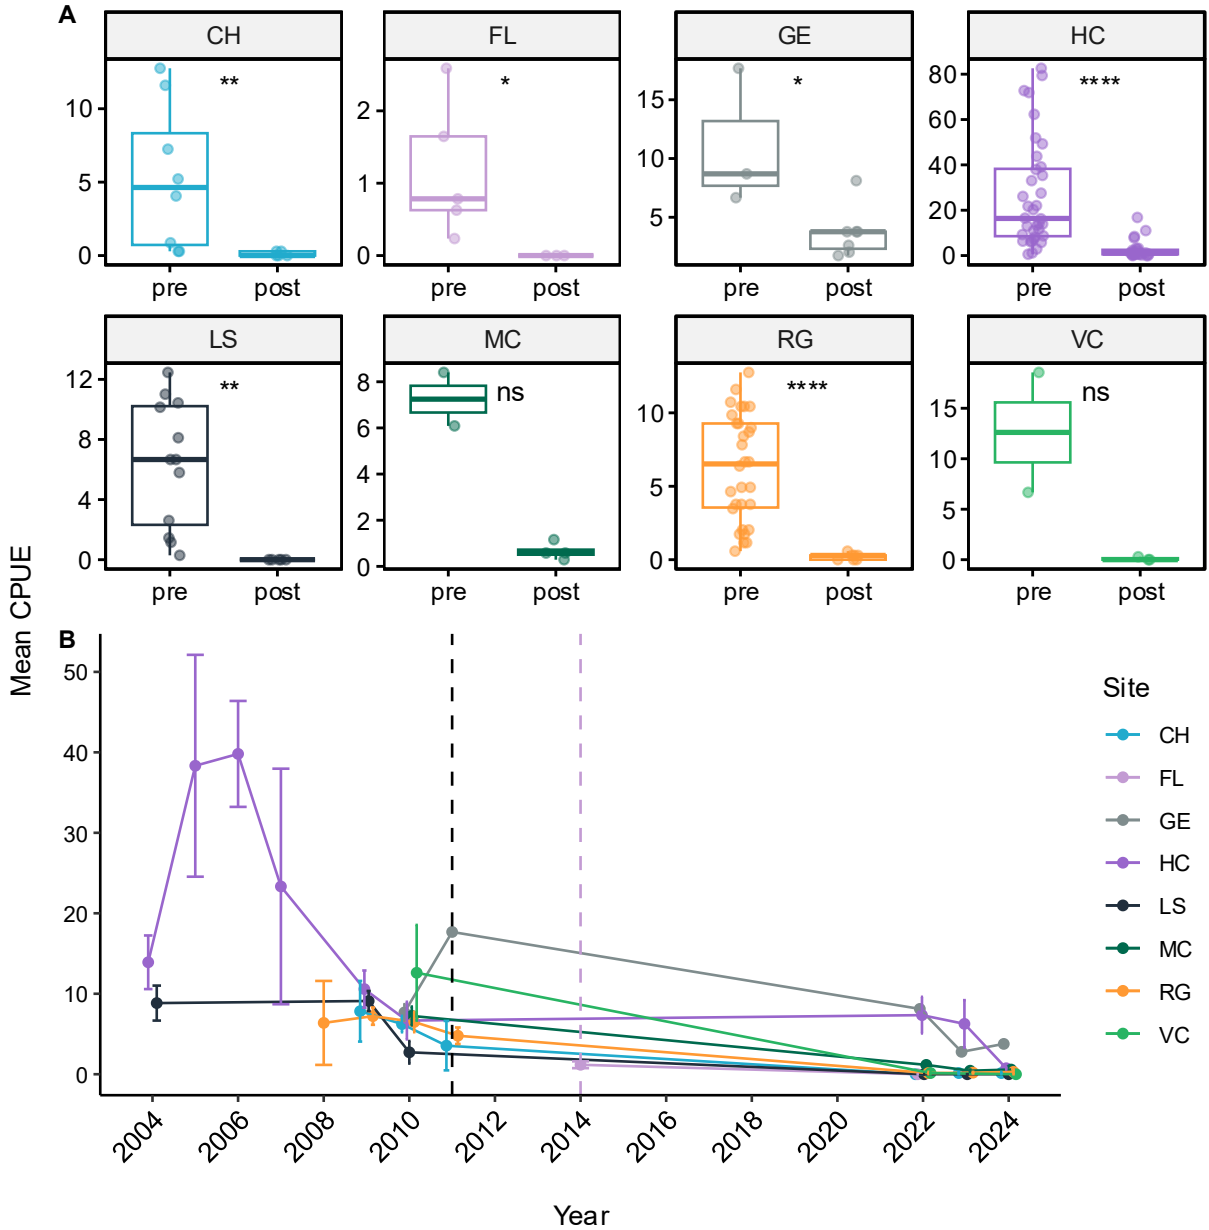 A
CH FL GE HC
** * * ****
10 5 0
2 1 0
15 10 5
80 60 40 20 0
pre post pre post pre post pre post
LS MC RG VC
** ns **** ns
12 8 4 0
8 6 4 2 0
10 5 0
15 10 5 0
pre post pre post pre post pre post
Mean CPUE
B
50
40
30
20
10
0
2004 2006 2008 2010 2012 2014 2016 2018 2020 2022 2024
Year
Site
CH
FL
GE
HC
LS
MC
RG
VC